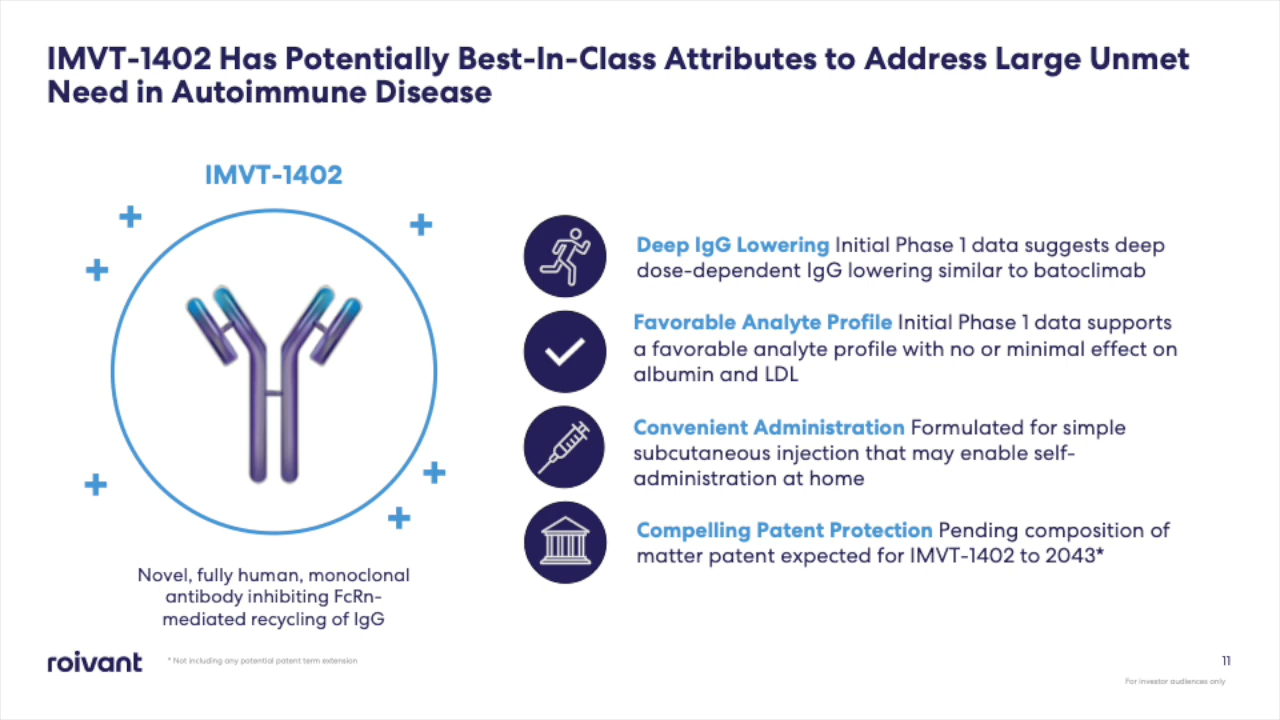 IMVT-1402 Has Potentially Best-In-Class Attributes to Address Large Unmet
Need in Autoimmune Disease
IMVT-1402
Novel, fully human, monoclonal
antibody inhibiting FcRn-
mediated recycling of IgG
Deep IgG Lowering Initial Phase 1 data suggests deep
dose-dependent IgG lowering similar to batoclimab
Favorable Analyte Profile Initial Phase 1 data supports
a favorable analyte profile with no or minimal effect on
albumin and LDL
Convenient Administration Formulated for simple
subcutaneous injection that may enable self-
administration at home
Compelling Patent Protection Pending composition of
matter patent expected for IMVT-1402 to 2043*
roivant
* Not including any potential patent term extension
11
For investor audiences only